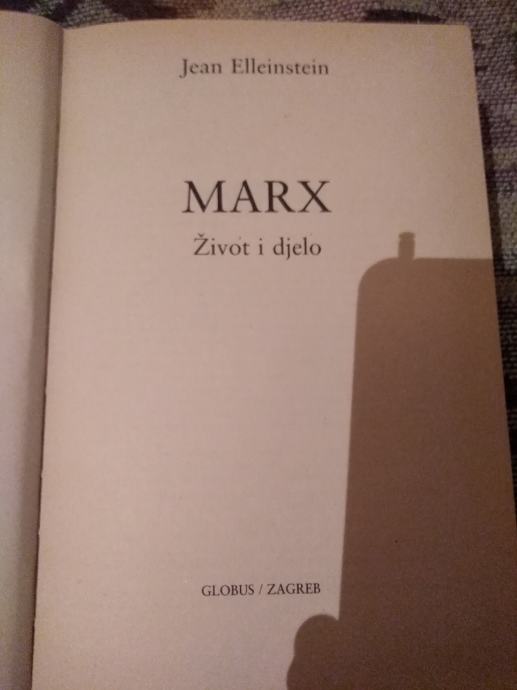 Jean Elleinstein
MARX
Život i djelo
GLOBUS / ZAGREB